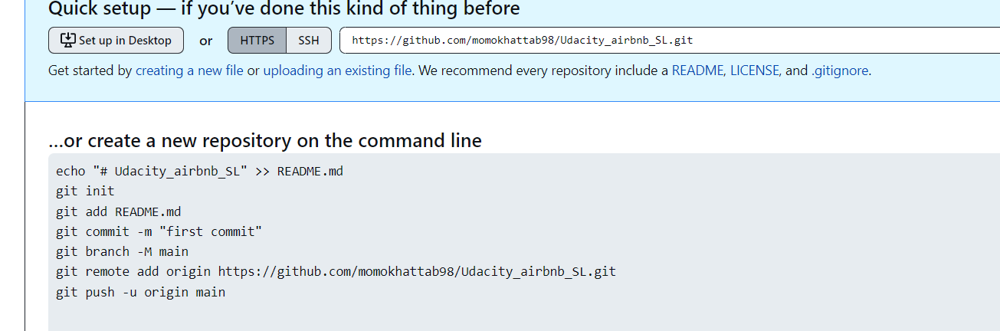 Quick setup — if you’ve done this kind of thing before
Set up in Desktop or HTTPS SSH https://github.com/momokhattab98/Udacity_airbnb_SL.git
Get started by creating a new file or uploading an existing file. We recommend every repository include a README, LICENSE, and .gitignore.
…or create a new repository on the command line
echo "# Udacity_airbnb_SL" >> README.md
git init
git add README.md
git commit -m "first commit"
git branch -M main
git remote add origin https://github.com/momokhattab98/Udacity_airbnb_SL.git
git push -u origin main